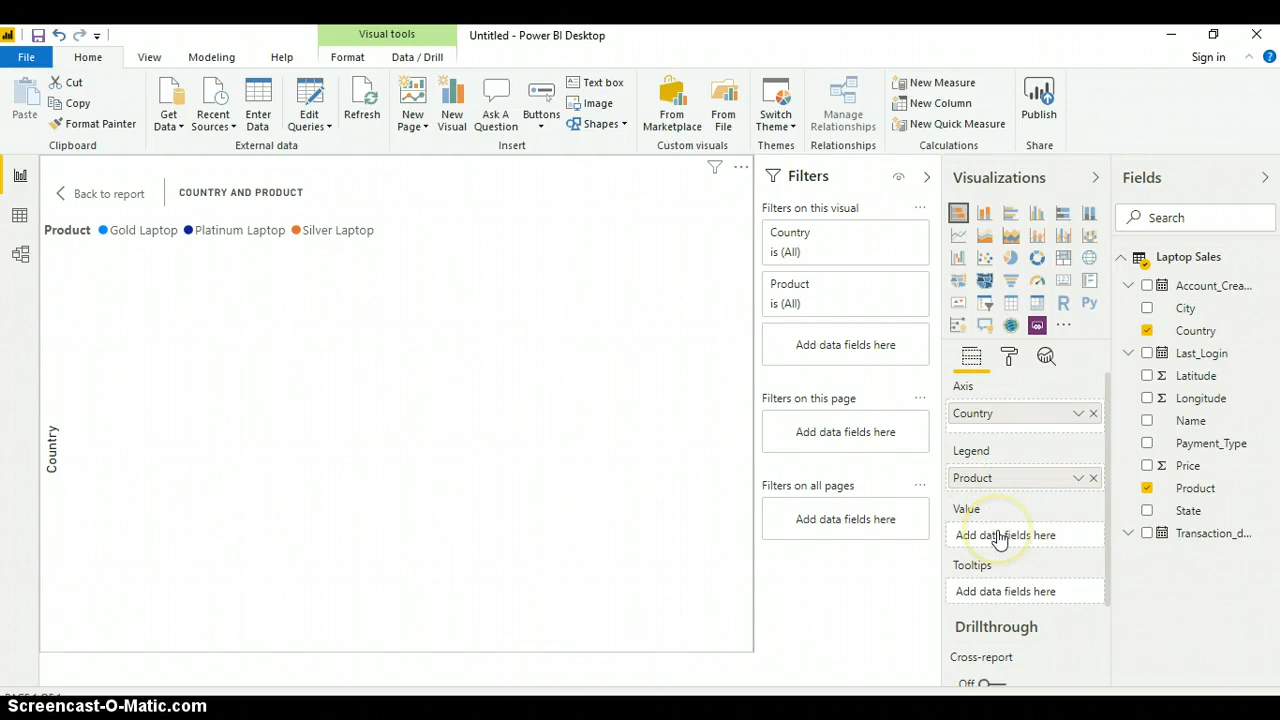 Visual tools
Untitled - Power BI Desktop
File
Home
View
Modeling
Help
Format
Data / Drill
Sign in
Paste
Cut
Copy
Format Painter
Clipboard
Get
Data
Recent
Sources
Enter
Data
Edit
Queries
Refresh
External data
New
Page
New
Visual
Ask A
Question
Buttons
Text box
Image
Shapes
Insert
From
Marketplace
From
File
Custom visuals
Switch
Theme
Themes
Manage
Relationships
Relationships
New Measure
New Column
New Quick Measure
Calculations
Publish
Share
Back to report
COUNTRY AND PRODUCT
Product Gold Laptop Platinum Laptop Silver Laptop
Country
Filters
Filters on this visual
Country
is (All)
Product
is (All)
Add data fields here
Filters on this page
Add data fields here
Filters on all pages
Add data fields here
Visualizations
R
Py
Axis
Country
Legend
Product
Value
Add data fields here
Tooltips
Add data fields here
Drillthrough
Cross-report
Off
Fields
Search
Laptop Sales
Account_Crea...
City
Country
Last_Login
Σ Latitude
Σ Longitude
Name
Payment_Type
Σ Price
Product
State
Transaction_d...
Screencast-O-Matic.com